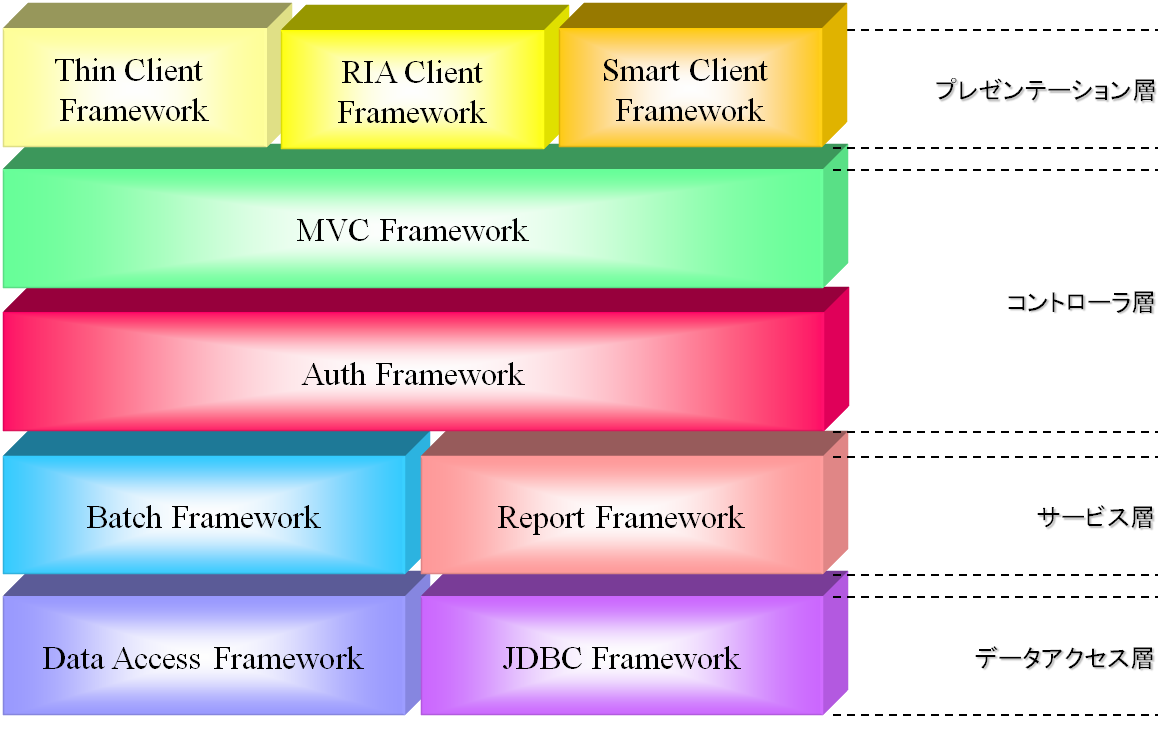 Thin Client
Framework
RIA Client
Framework
Smart Client
Framework
プレゼンテーション層
MVC Framework
コントローラ層
Auth Framework
Batch Framework
Report Framework
サービス層
Data Access Framework
JDBC Framework
データアクセス層